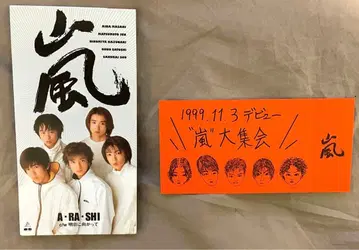 嵐
AIBA MASAKI
MATSUMOTO JUN
NINOMIYA KAZUNARI
OHNO SATOSHI
SAKURAI SHO
A・RA・SHI
c/w 明日に向かって
1999.11.3デビュー
"嵐"大集会
嵐